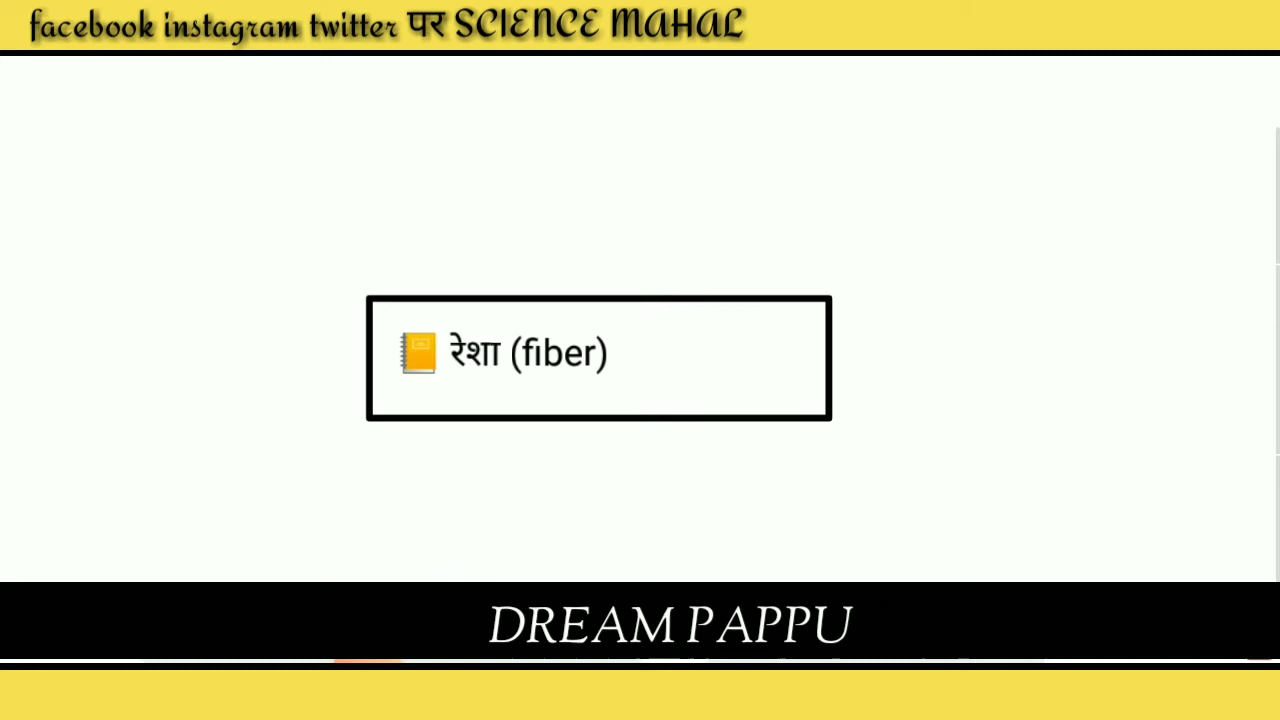 facebook instagram twitter पर SCIENCE MAHAL
रेशा (fiber)
DREAM PAPPU